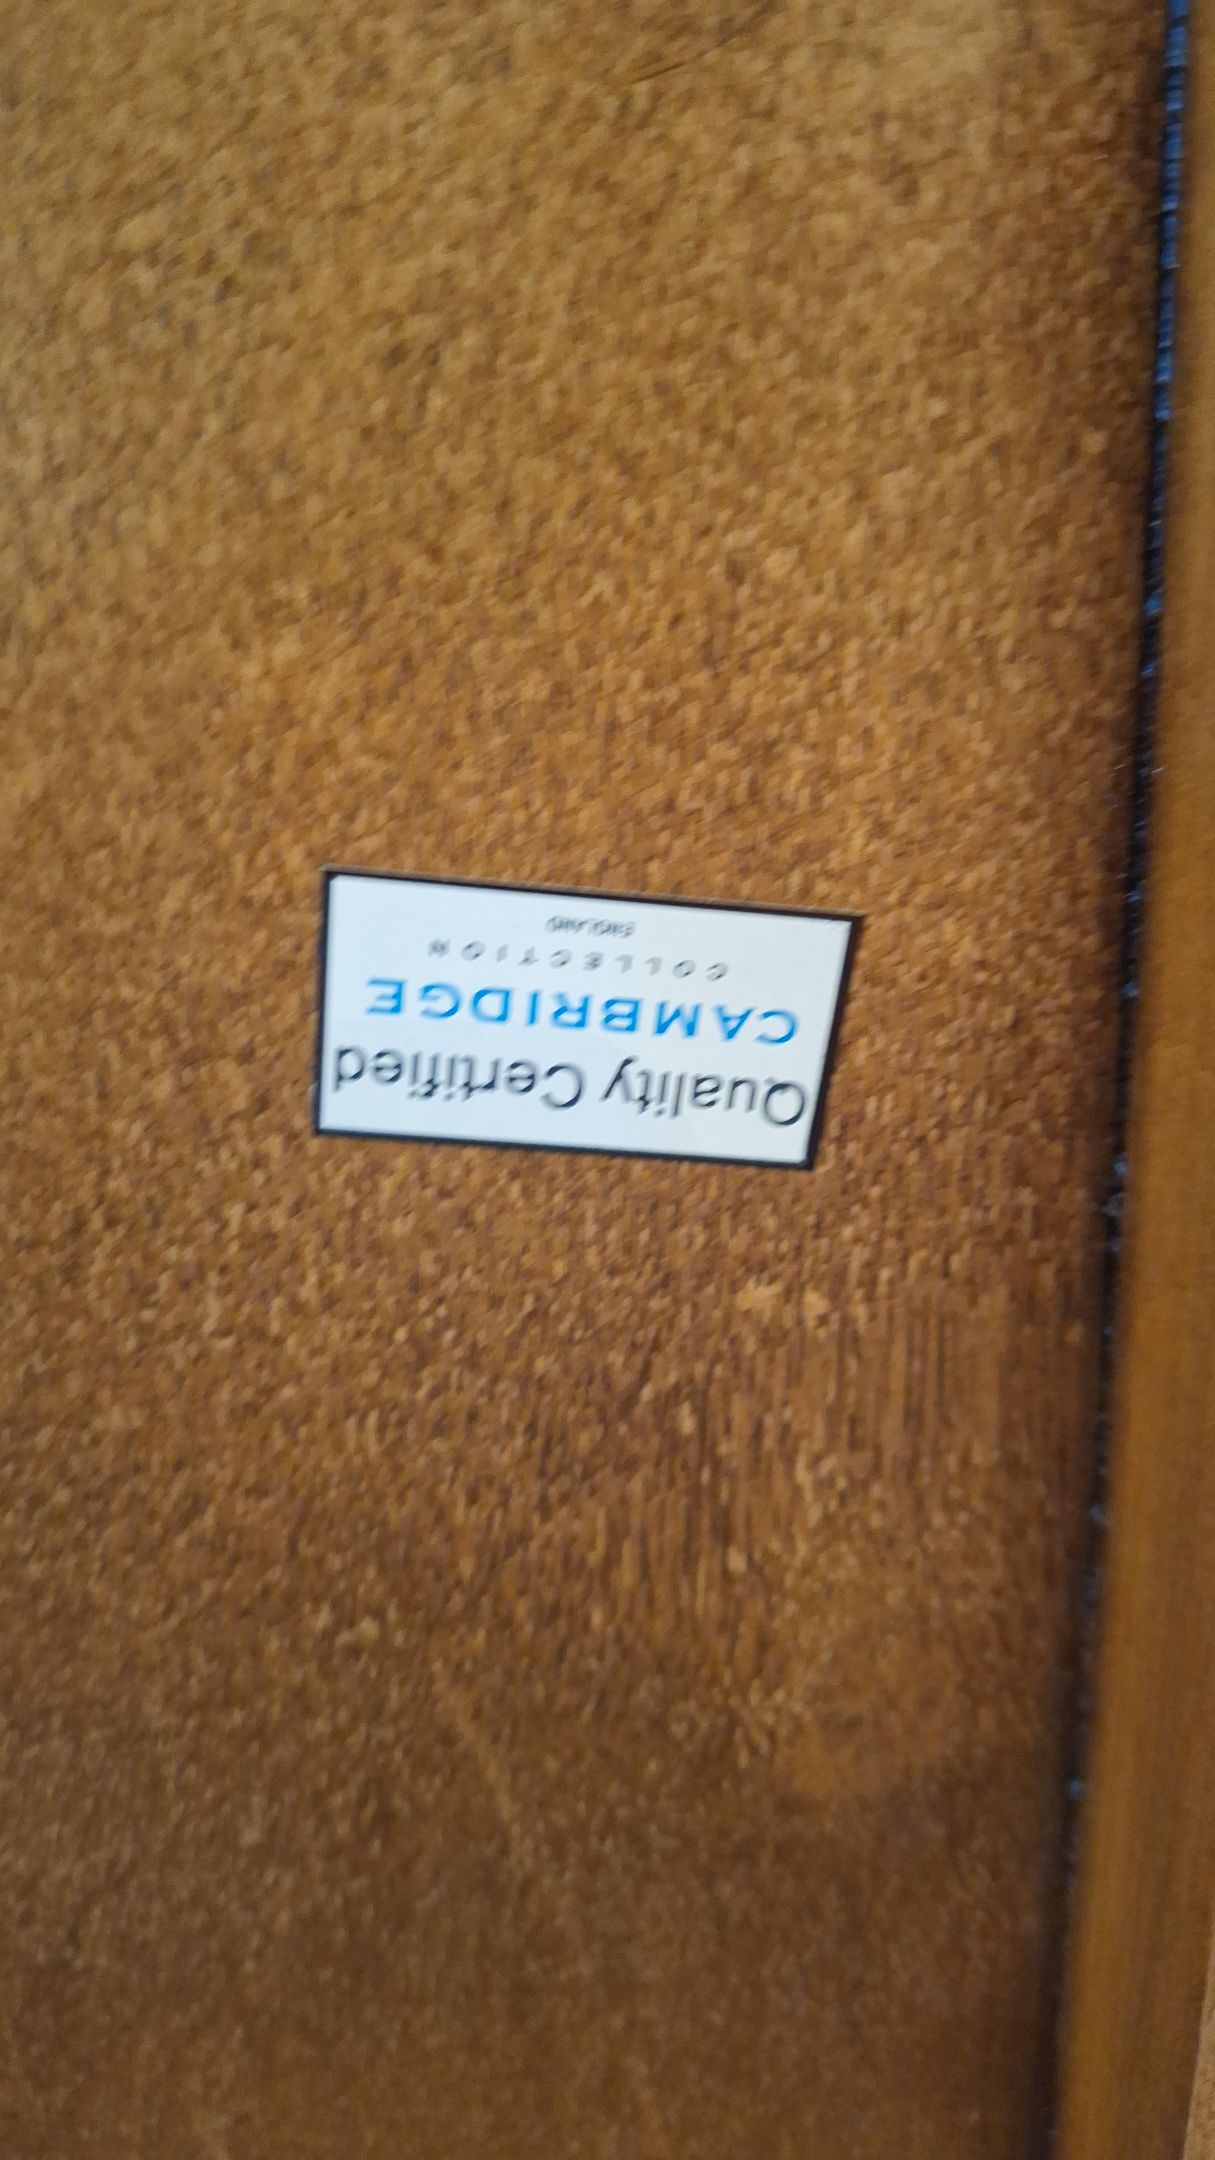 Quality Certified
CAMBRIDGE
COLLECTION
ENGLAND